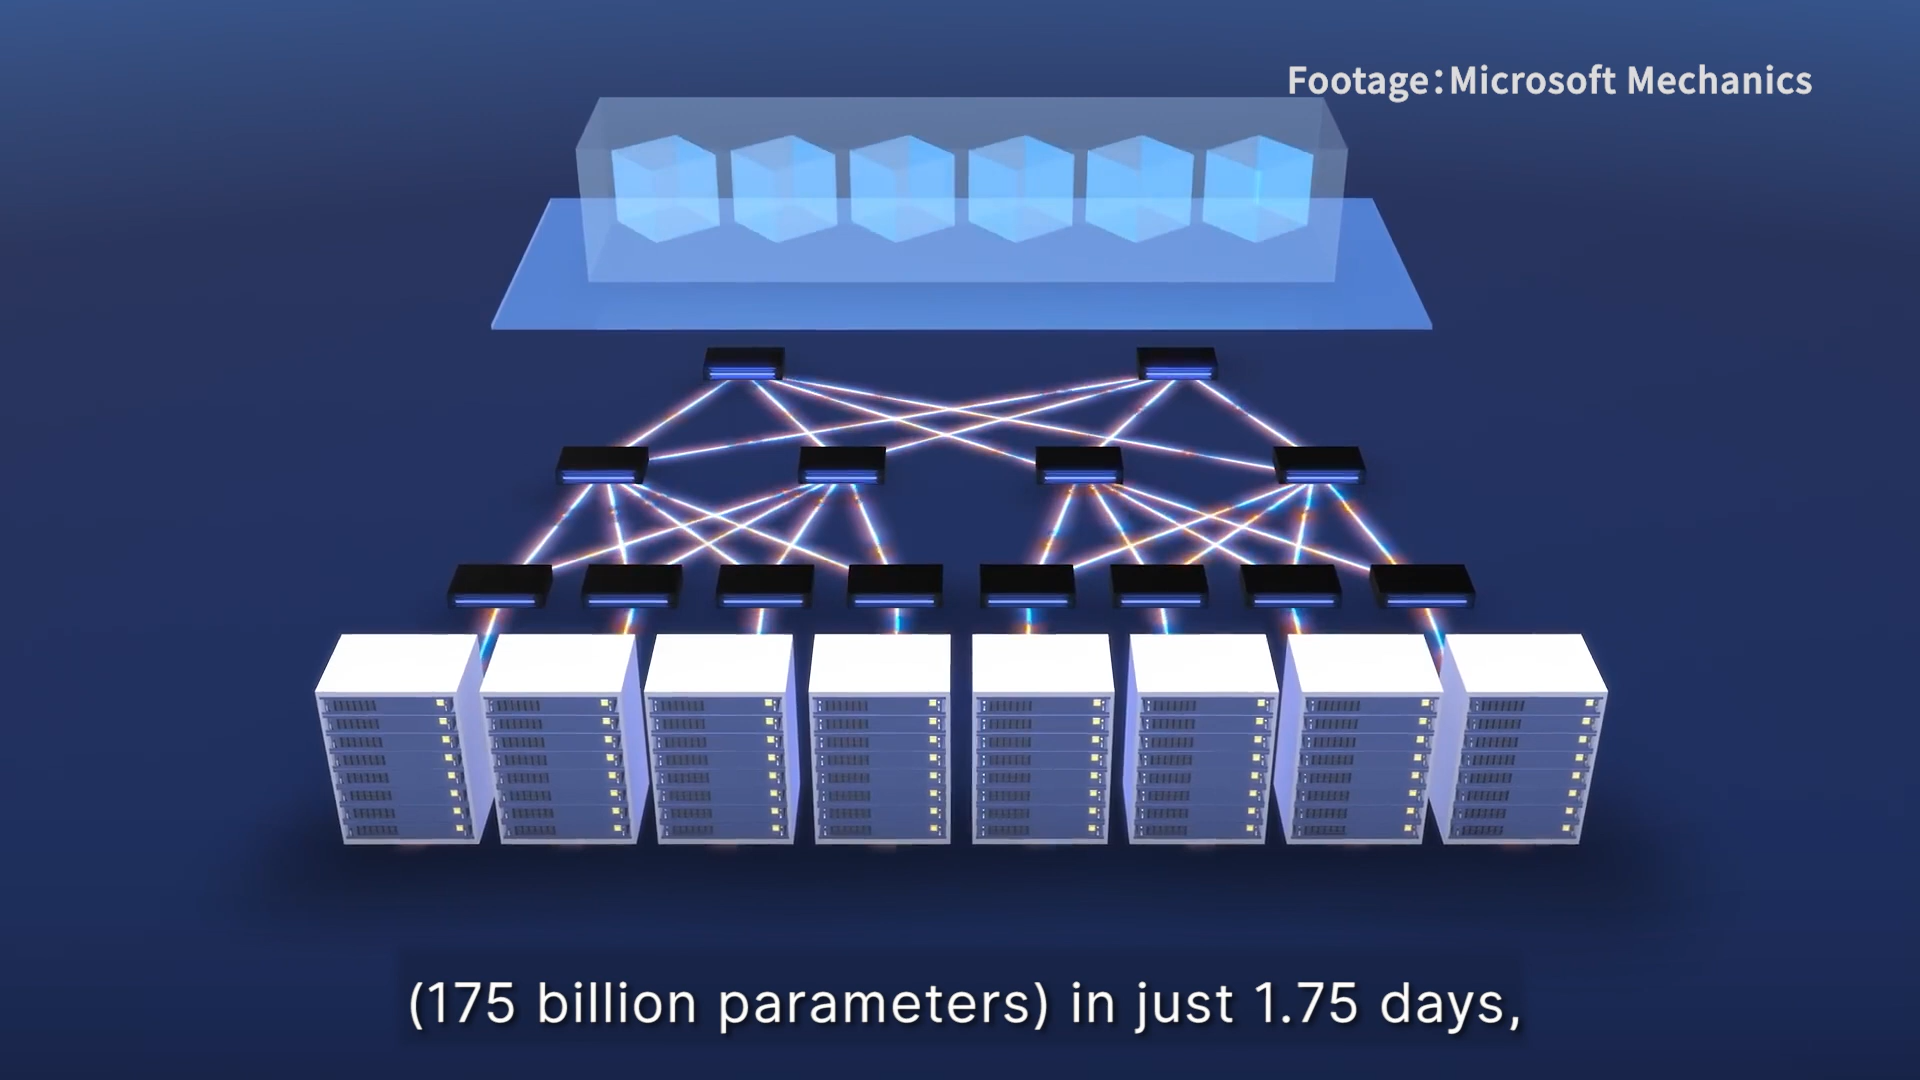 Footage：Microsoft Mechanics
(175 billion parameters) in just 1.75 days,